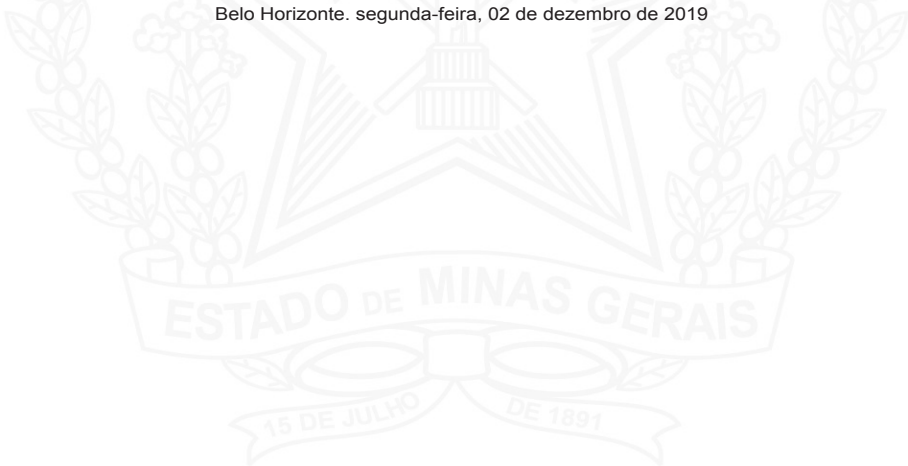 Belo Horizonte. segunda-feira, 02 de dezembro de 2019
ESTADO DE MINAS GERAIS
15 DE JULHO DE 1891